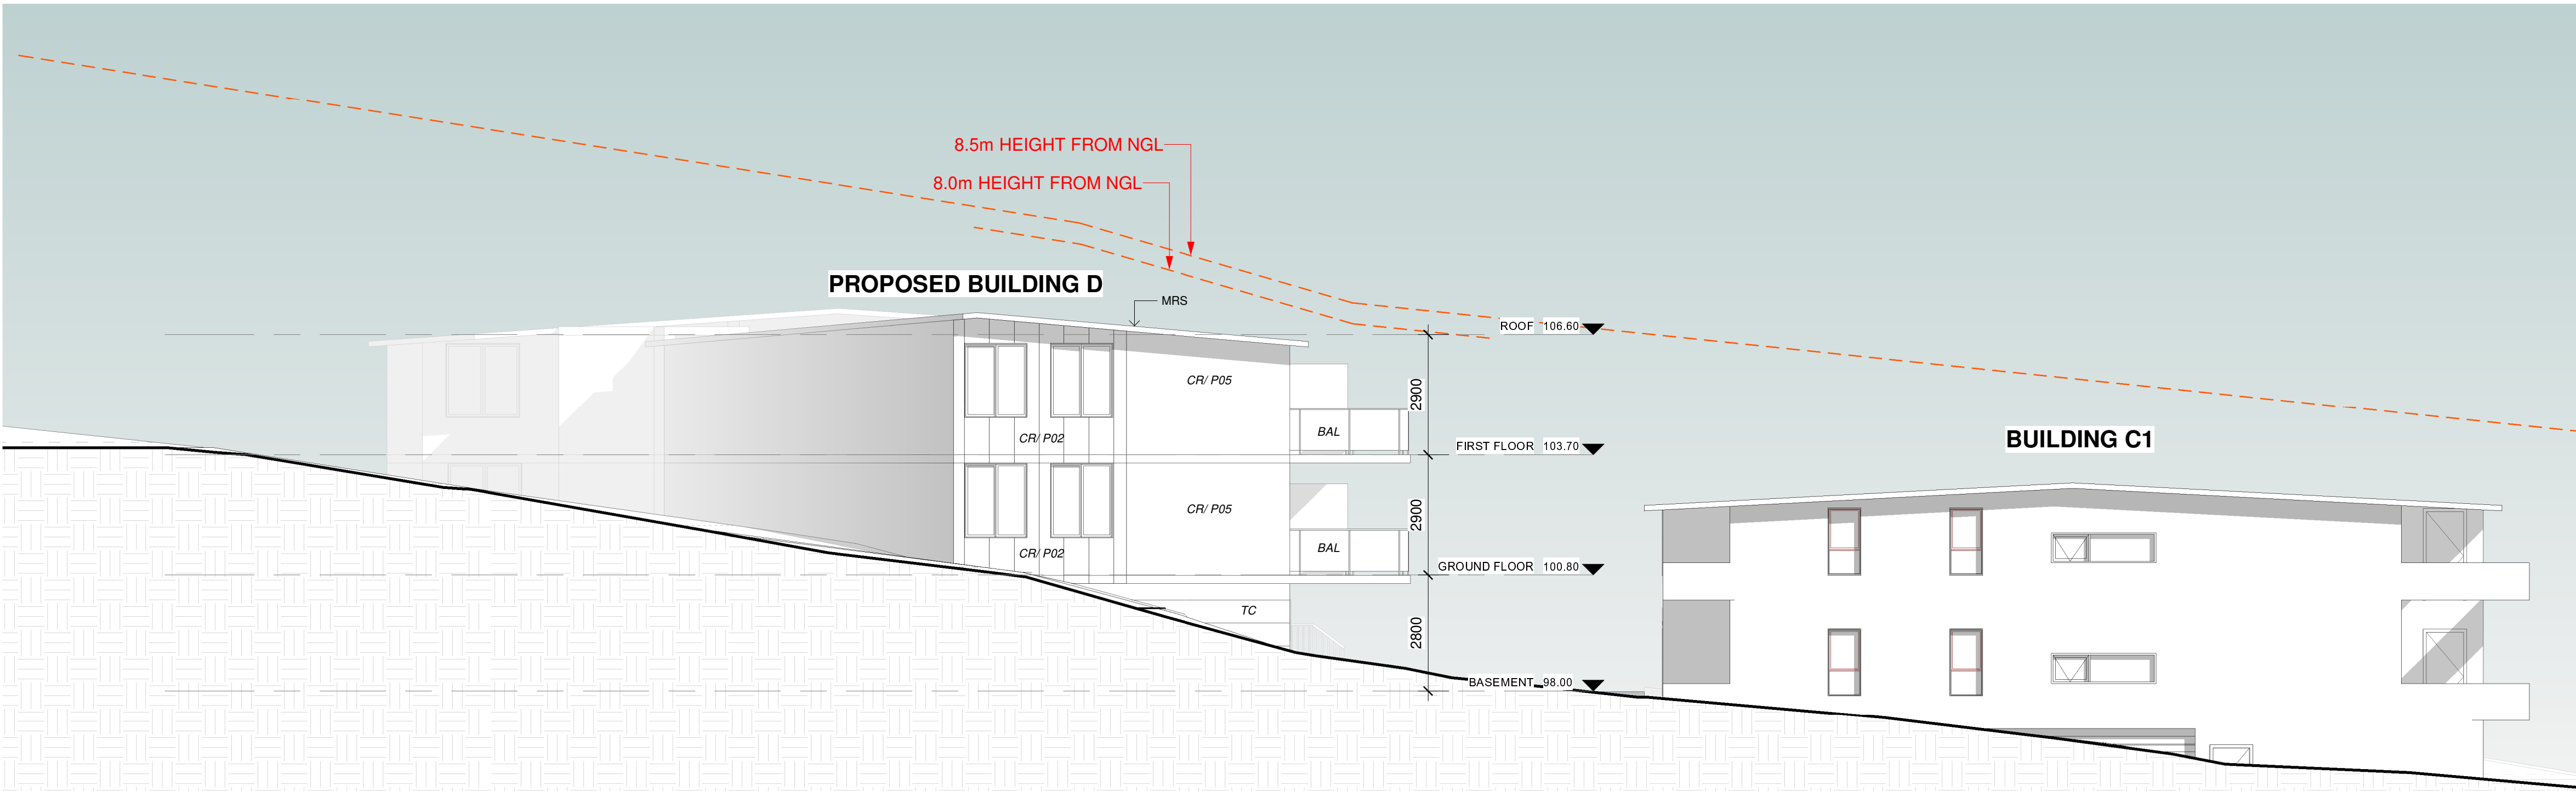 8.5m HEIGHT FROM NGL
8.0m HEIGHT FROM NGL
PROPOSED BUILDING D
MRS
ROOF 106.60
CR/ P05
2900
BAL
CR/ P02
FIRST FLOOR 103.70
BUILDING C1
CR/ P05
2900
BAL
CR/ P02
GROUND FLOOR 100.80
TC
2800
BASEMENT 98.00